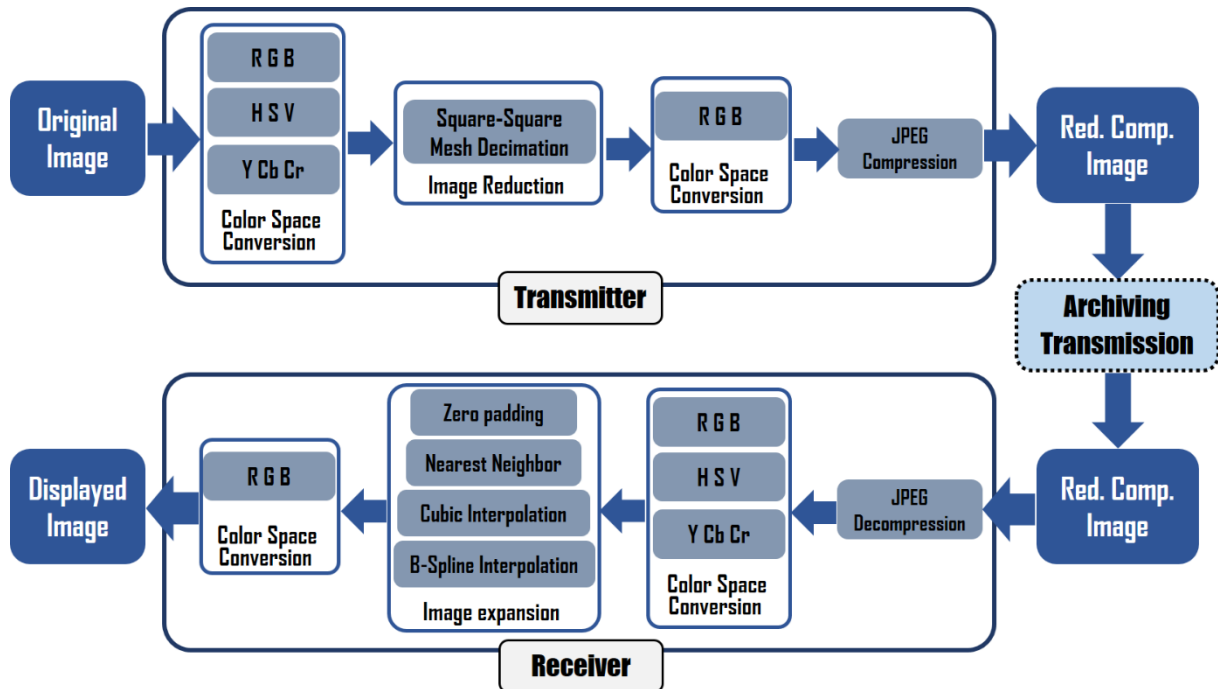 Original
Image
R G B
H S V
Y Cb Cr
Color Space
Conversion
Square-Square
Mesh Decimation
Image Reduction
R G B
Color Space
Conversion
JPEG
Compression
Red. Comp.
Image
Transmitter
Archiving
Transmission
Red. Comp.
Image
JPEG
Decompression
R G B
H S V
Y Cb Cr
Color Space
Conversion
Zero padding
Nearest Neighbor
Cubic Interpolation
B-Spline Interpolation
Image expansion
R G B
Color Space
Conversion
Displayed
Image
Receiver